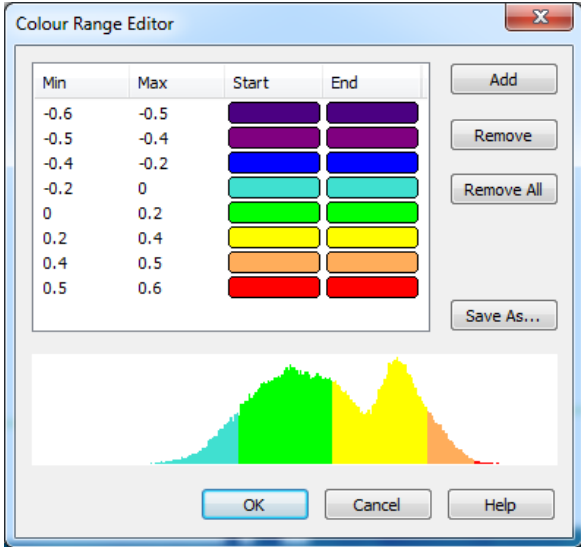 Colour Range Editor
Min Max Start End
-0.6 -0.5
-0.5 -0.4
-0.4 -0.2
-0.2 0
0 0.2
0.2 0.4
0.4 0.5
0.5 0.6
Add
Remove
Remove All
Save As...
OK Cancel Help